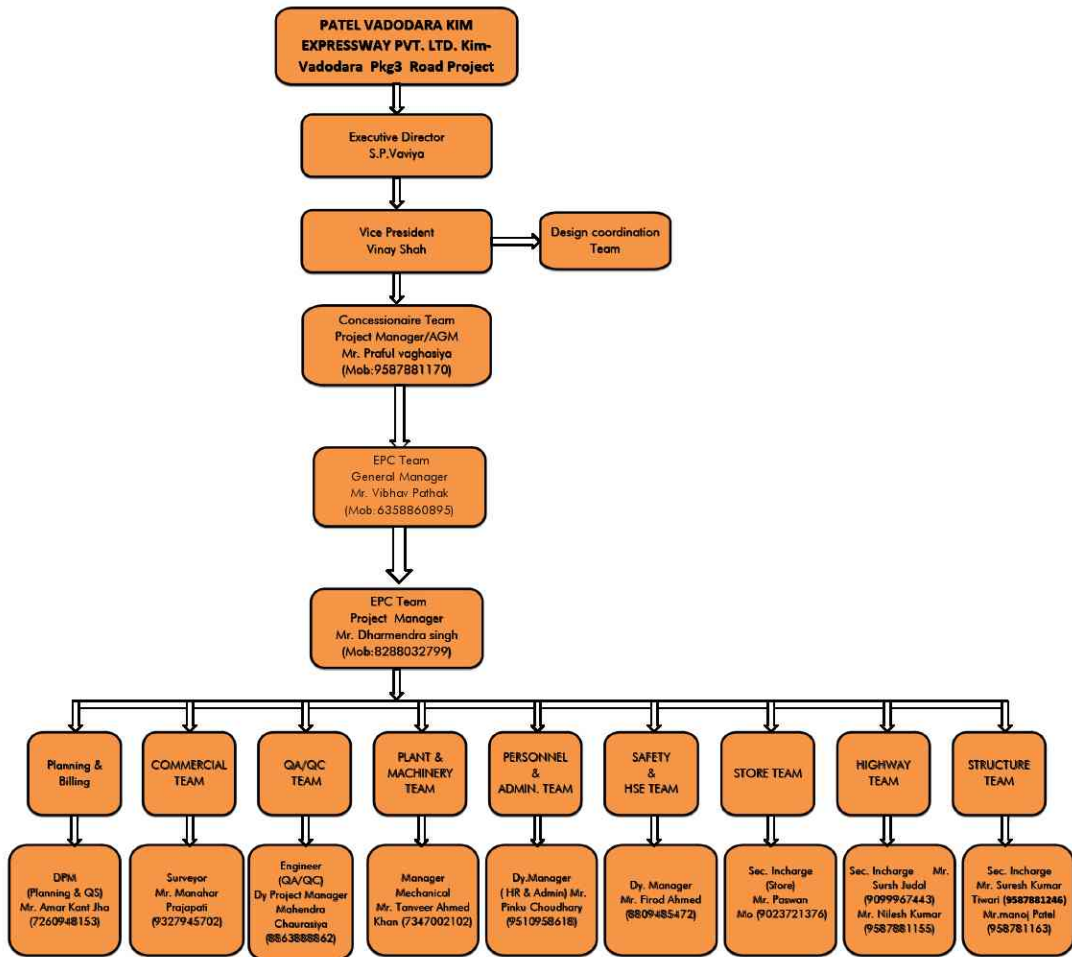 PATEL VADODARA KIM
EXPRESSWAY PVT. LTD. Kim-
Vadodara Pkg3 Road Project
Executive Director
S.P.Vaviya
Vice President
Vinay Shah
Design coordination
Team
Concessionaire Team
Project Manager/AGM
Mr. Praful vaghasiya
(Mob:9587881170)
EPC Team
General Manager
Mr. Vibhav Pathak
(Mob:6358860895)
EPC Team
Project Manager
Mr. Dharmendra singh
(Mob:8288032799)
Planning &
Billing
COMMERCIAL
TEAM
QA/QC
TEAM
PLANT &
MACHINERY
TEAM
PERSONNEL
&
ADMIN. TEAM
SAFETY
&
HSE TEAM
STORE TEAM
HIGHWAY
TEAM
STRUCTURE
TEAM
DPM
(Planning & QS)
Mr. Amar Kant Jha
(7260948153)
Surveyor
Mr. Manahar
Prajapati
(9327945702)
Engineer
(QA/QC)
Dy Project Manager
Mahendra
Chaurasiya
(8863888862)
Manager
Mechanical
Mr. Tanveer Ahmed
Khan (7347002102)
Dy.Manager
( HR & Admin) Mr.
Pinku Choudhary
(9510958618)
Dy. Manager
Mr. Firod Ahmed
(8809485472)
Sec. Incharge
(Store)
Mr. Paswan
Mo (9023721376)
Sec. Incharge Mr.
Sursh Judal
(9099967443)
Mr. Nilesh Kumar
(9587881155)
Sec. Incharge
Mr. Suresh Kumar
Tiwari (9587881246)
Mr.manoj Patel
(958781163)